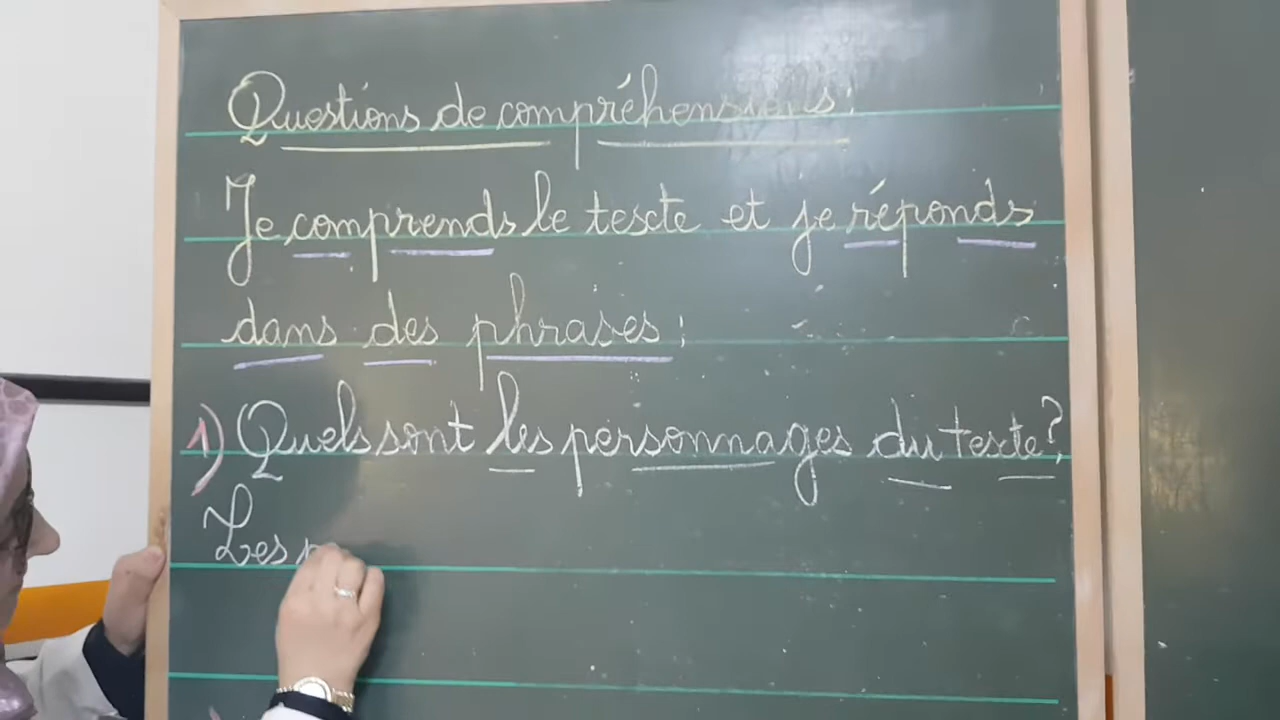 Questions de compréhensions :
Je comprends le texte et je réponds
dans des phrases :
1) Quels sont les personnages du texte ?
Les p